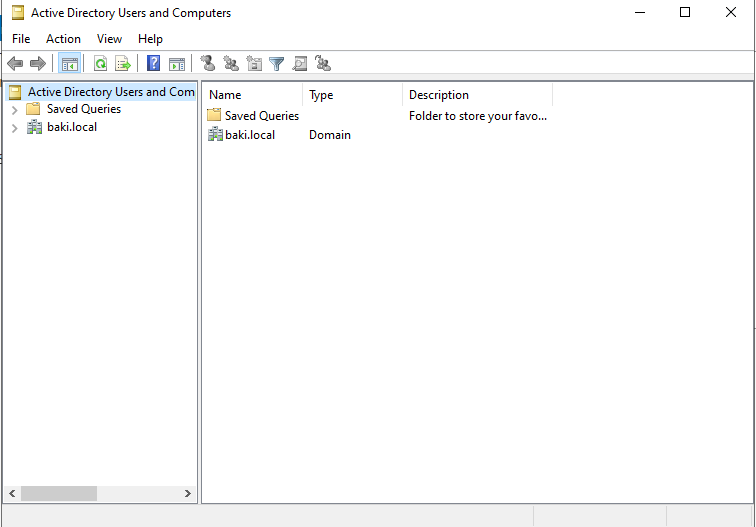 Active Directory Users and Computers
File Action View Help
Active Directory Users and Com
Saved Queries
baki.local
Name Type Description
Saved Queries Folder to store your favo...
baki.local Domain